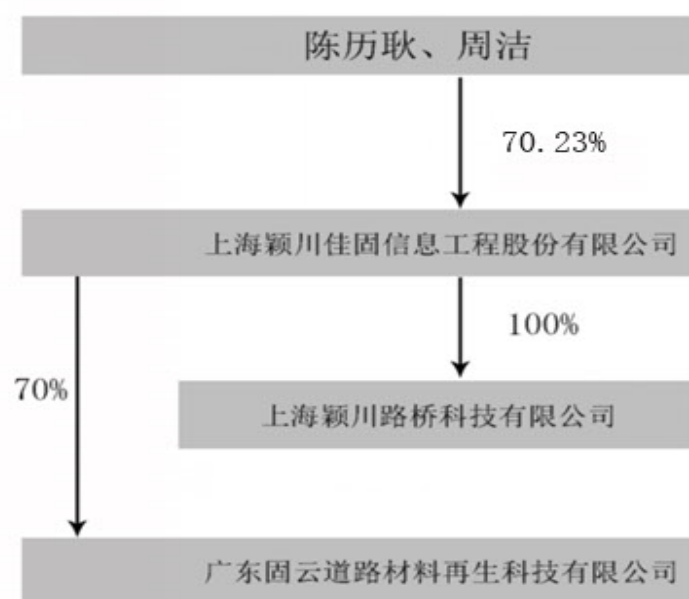 陈历耿、周洁
70.23%
上海颖川佳固信息工程股份有限公司
100%
70%
上海颖川路桥科技有限公司
广东固云道路材料再生科技有限公司